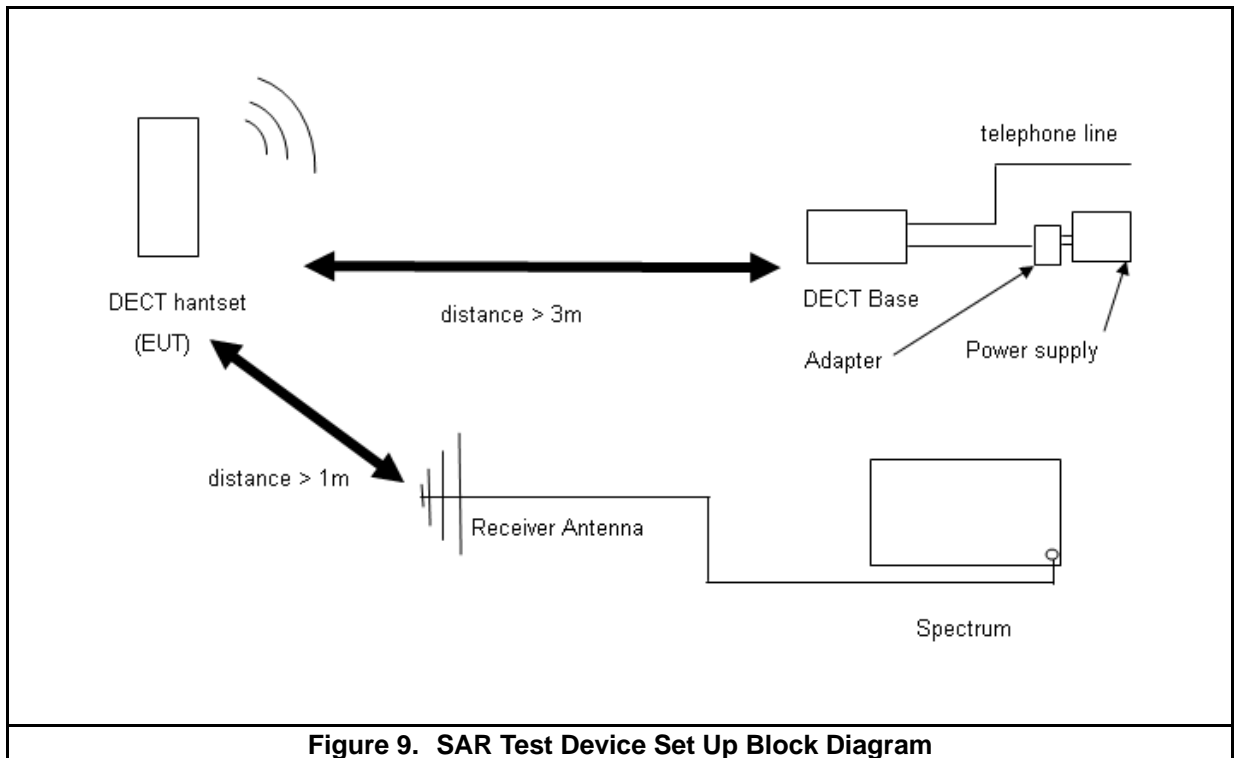 telephone line
DECT hantset
(EUT)
distance > 3m
DECT Base
Adapter
Power supply
distance > 1m
Receiver Antenna
Spectrum
Figure 9. SAR Test Device Set Up Block Diagram